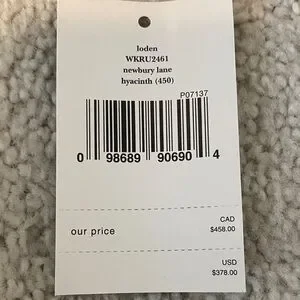 loden
WKRU2461
newbury lane
hyacinth (450)
P07137
0 98689 90690 4
CAD
our price $458.00
USD
$378.00